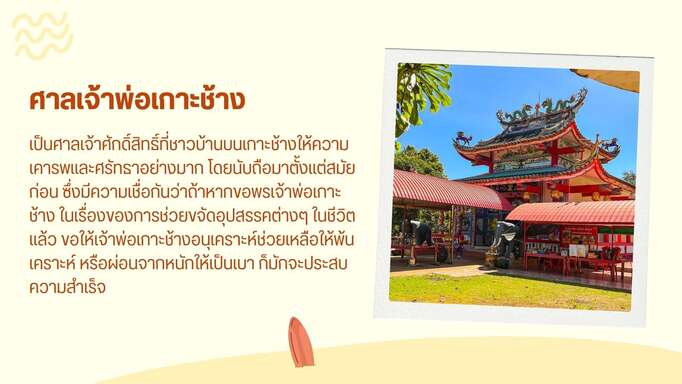 ศาลเจ้าพ่อเกาะช้าง
เป็นศาลเจ้าศักดิ์สิทธิ์ที่ชาวบ้านบนเกาะช้างให้ความ
เคารพและศรัทธาอย่างมาก โดยนับถือมาตั้งแต่สมัย
ก่อน ซึ่งมีความเชื่อกันว่าถ้าหากขอพรเจ้าพ่อเกาะ
ช้าง ในเรื่องของการช่วยขจัดอุปสรรคต่างๆ ในชีวิต
แล้ว ขอให้เจ้าพ่อเกาะช้างอนุเคราะห์ช่วยเหลือให้พ้น
เคราะห์ หรือผ่อนจากหนักให้เป็นเบา ก็มักจะประสบ
ความสำเร็จ